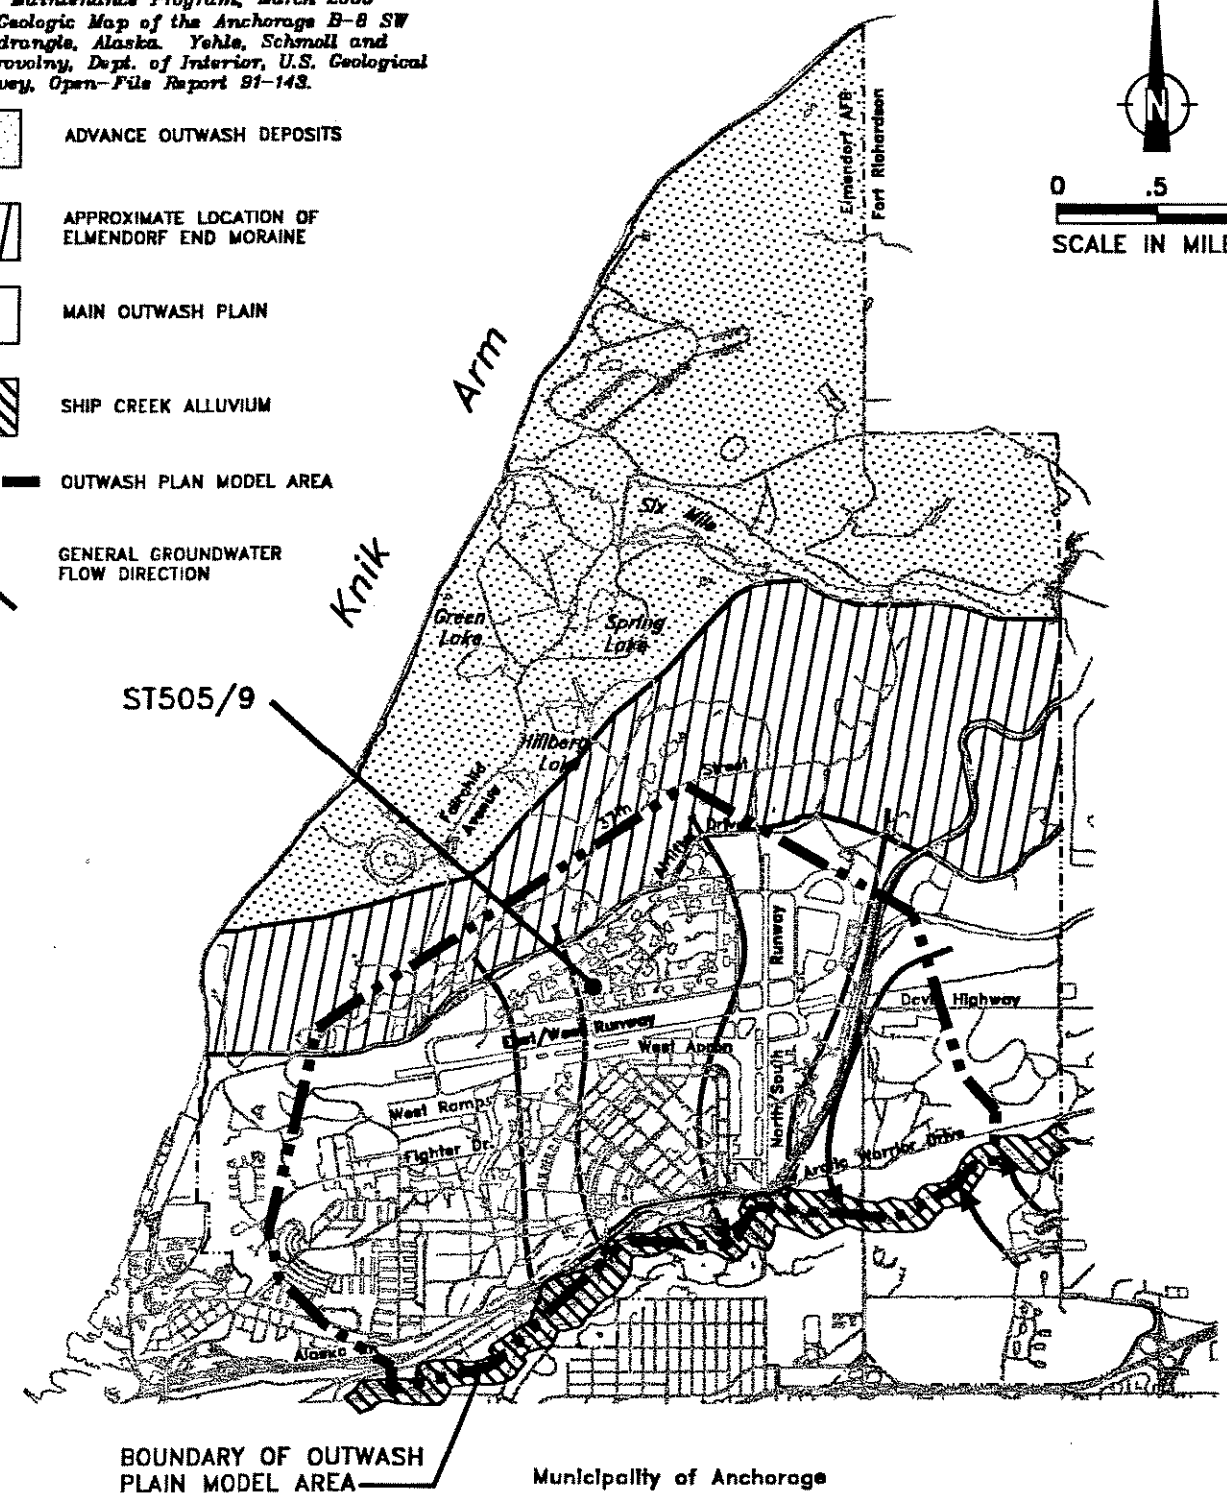 Maintenance Program, March
Geologic Map of the Anchorage B-8 SW
drangle, Alaska. Yehle, Schmoll and
rovolny, Dept. of Interior, U.S. Geological
vey, Open-File Report 91-143.
ADVANCE OUTWASH DEPOSITS
APPROXIMATE LOCATION OF
ELMENDORF END MORAINE
MAIN OUTWASH PLAIN
SHIP CREEK ALLUVIUM
OUTWASH PLAN MODEL AREA
GENERAL GROUNDWATER
FLOW DIRECTION
N
0 .5
SCALE IN MILE
Elmendorf AFB
Fort Richardson
Knik Arm
Six Mile
Green
Lake
Spring
Lake
ST505/9
Hillberg
Lake
Fairchild
Avenue
37th Street
Airlifter Drive
North/South Runway
East/West Runway
West Apron
Davis Highway
West Ramp
Fighter Dr.
Arctic Warrior Drive
Alaska
BOUNDARY OF OUTWASH
PLAIN MODEL AREA
Municipality of Anchorage